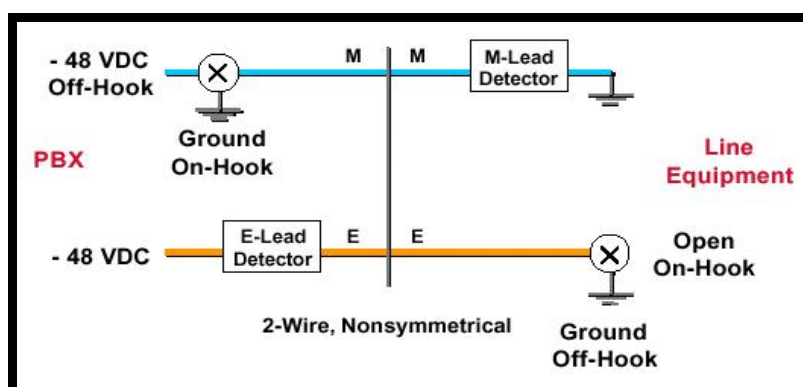 - 48 VDC
Off-Hook
M M
M-Lead
Detector
Ground
On-Hook
PBX
Line
Equipment
- 48 VDC
E-Lead
Detector
E E
Open
On-Hook
2-Wire, Nonsymmetrical
Ground
Off-Hook